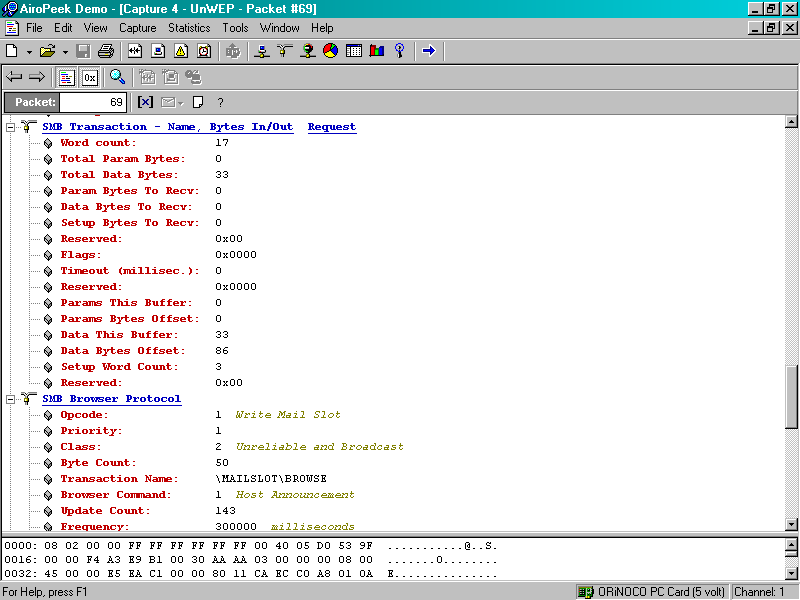 AiroPeek Demo - [Capture 4 - UnWEP - Packet #69]
File Edit View Capture Statistics Tools Window Help
Packet: 69 [x] ?
SMB Transaction - Name, Bytes In/Out Request
Word count: 17
Total Param Bytes: 0
Total Data Bytes: 33
Param Bytes To Recv: 0
Data Bytes To Recv: 0
Setup Bytes To Recv: 0
Reserved: 0x00
Flags: 0x0000
Timeout (millisec.): 0
Reserved: 0x0000
Params This Buffer: 0
Params Bytes Offset: 0
Data This Buffer: 33
Data Bytes Offset: 86
Setup Word Count: 3
Reserved: 0x00
SMB Browser Protocol
Opcode: 1 Write Mail Slot
Priority: 1
Class: 2 Unreliable and Broadcast
Byte Count: 50
Transaction Name: \MAILSLOT\BROWSE
Browser Command: 1 Host Announcement
Update Count: 143
Frequency: 300000 milliseconds
0000: 08 02 00 00 FF FF FF FF FF FF 00 40 05 D0 53 9F ...........@..S.
0016: 00 00 F4 A3 E9 B1 00 30 AA AA 03 00 00 00 08 00 .......0........
0032: 45 00 00 E5 EA C1 00 00 80 11 CA EC C0 A8 01 0A E...............
For Help, press F1 ORiNOCO PC Card (5 volt) Channel: 1